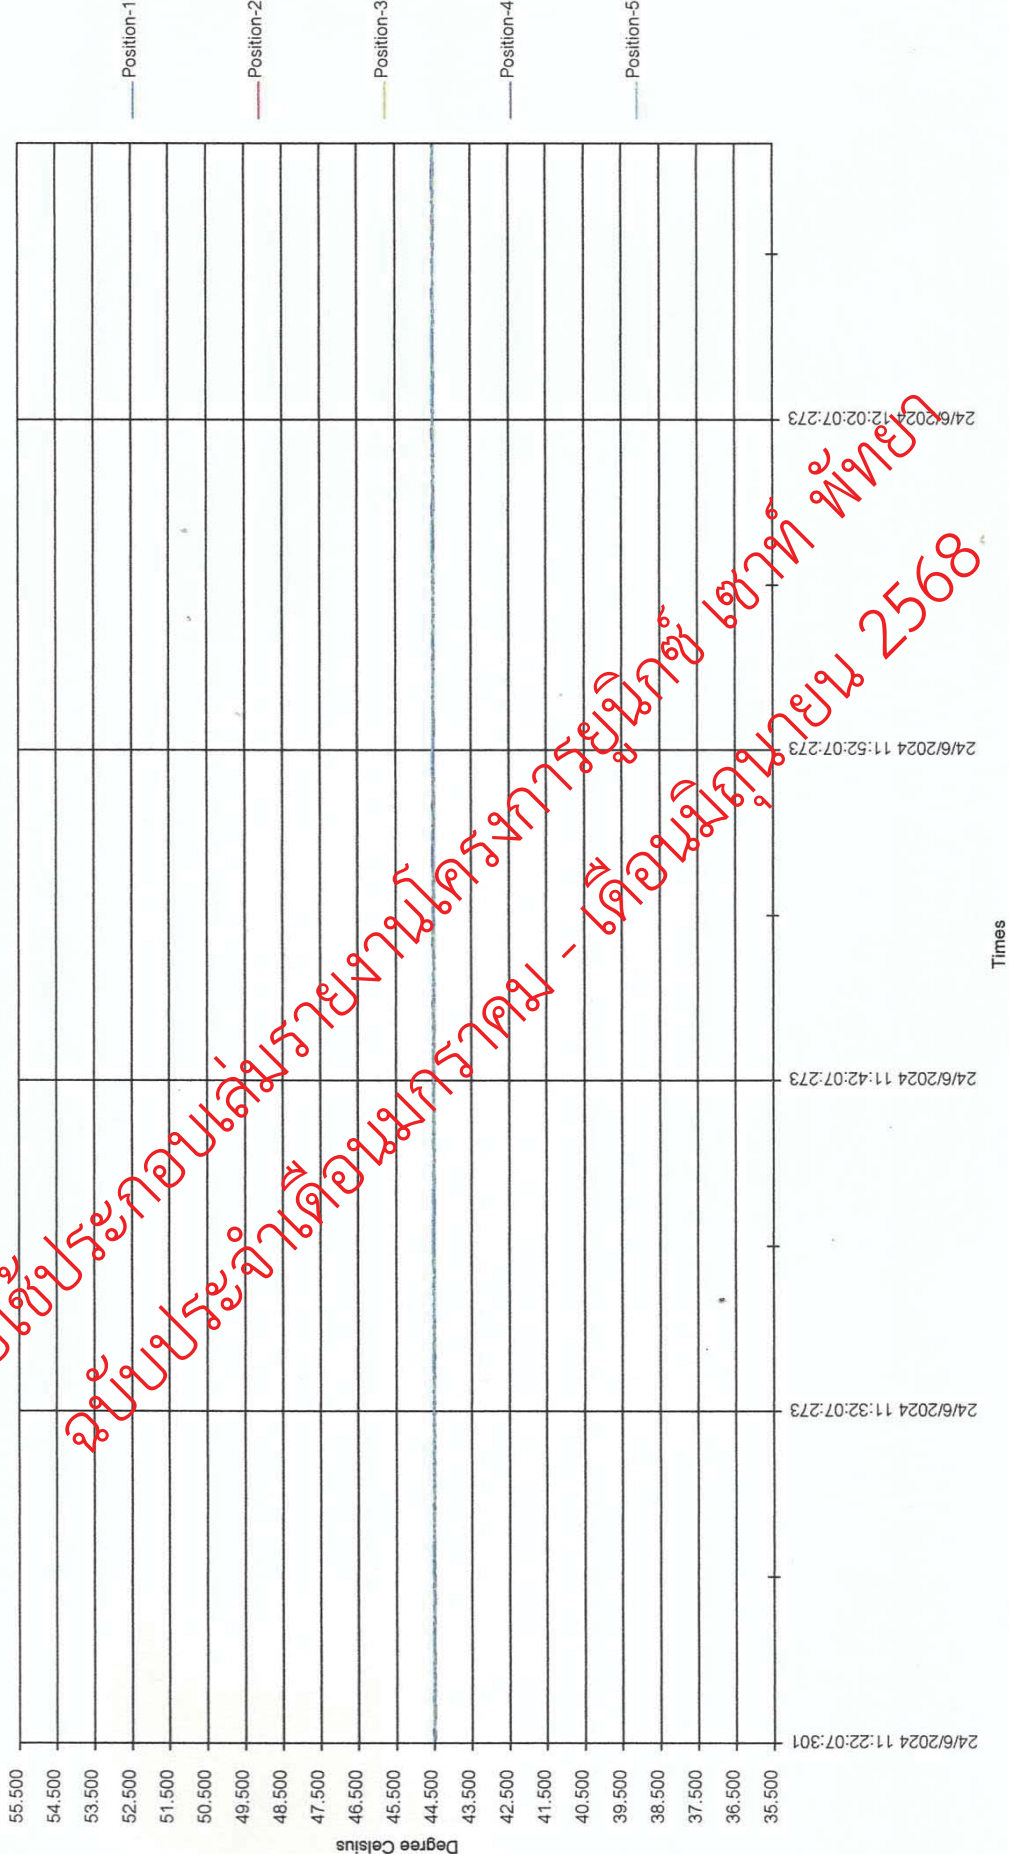 Position-1
Position-2
Position-3
Position-4
Position-5
55.500
54.500
53.500
52.500
51.500
50.500
49.500
48.500
47.500
46.500
45.500
44.500
43.500
42.500
41.500
40.500
39.500
38.500
37.500
36.500
35.500
Degree Celsius
24/6/2024 11:22:07:301
24/6/2024 11:32:07:273
24/6/2024 11:42:07:273
24/6/2024 11:52:07:273
24/6/2024 12:02:07:273
Times
ใช้ประกอบเล่มรายงานโครงการยูนิกซ์ เซาท์ พัทยา
ฉบับประจำเดือนมกราคม - เดือนมิถุนายน 2568